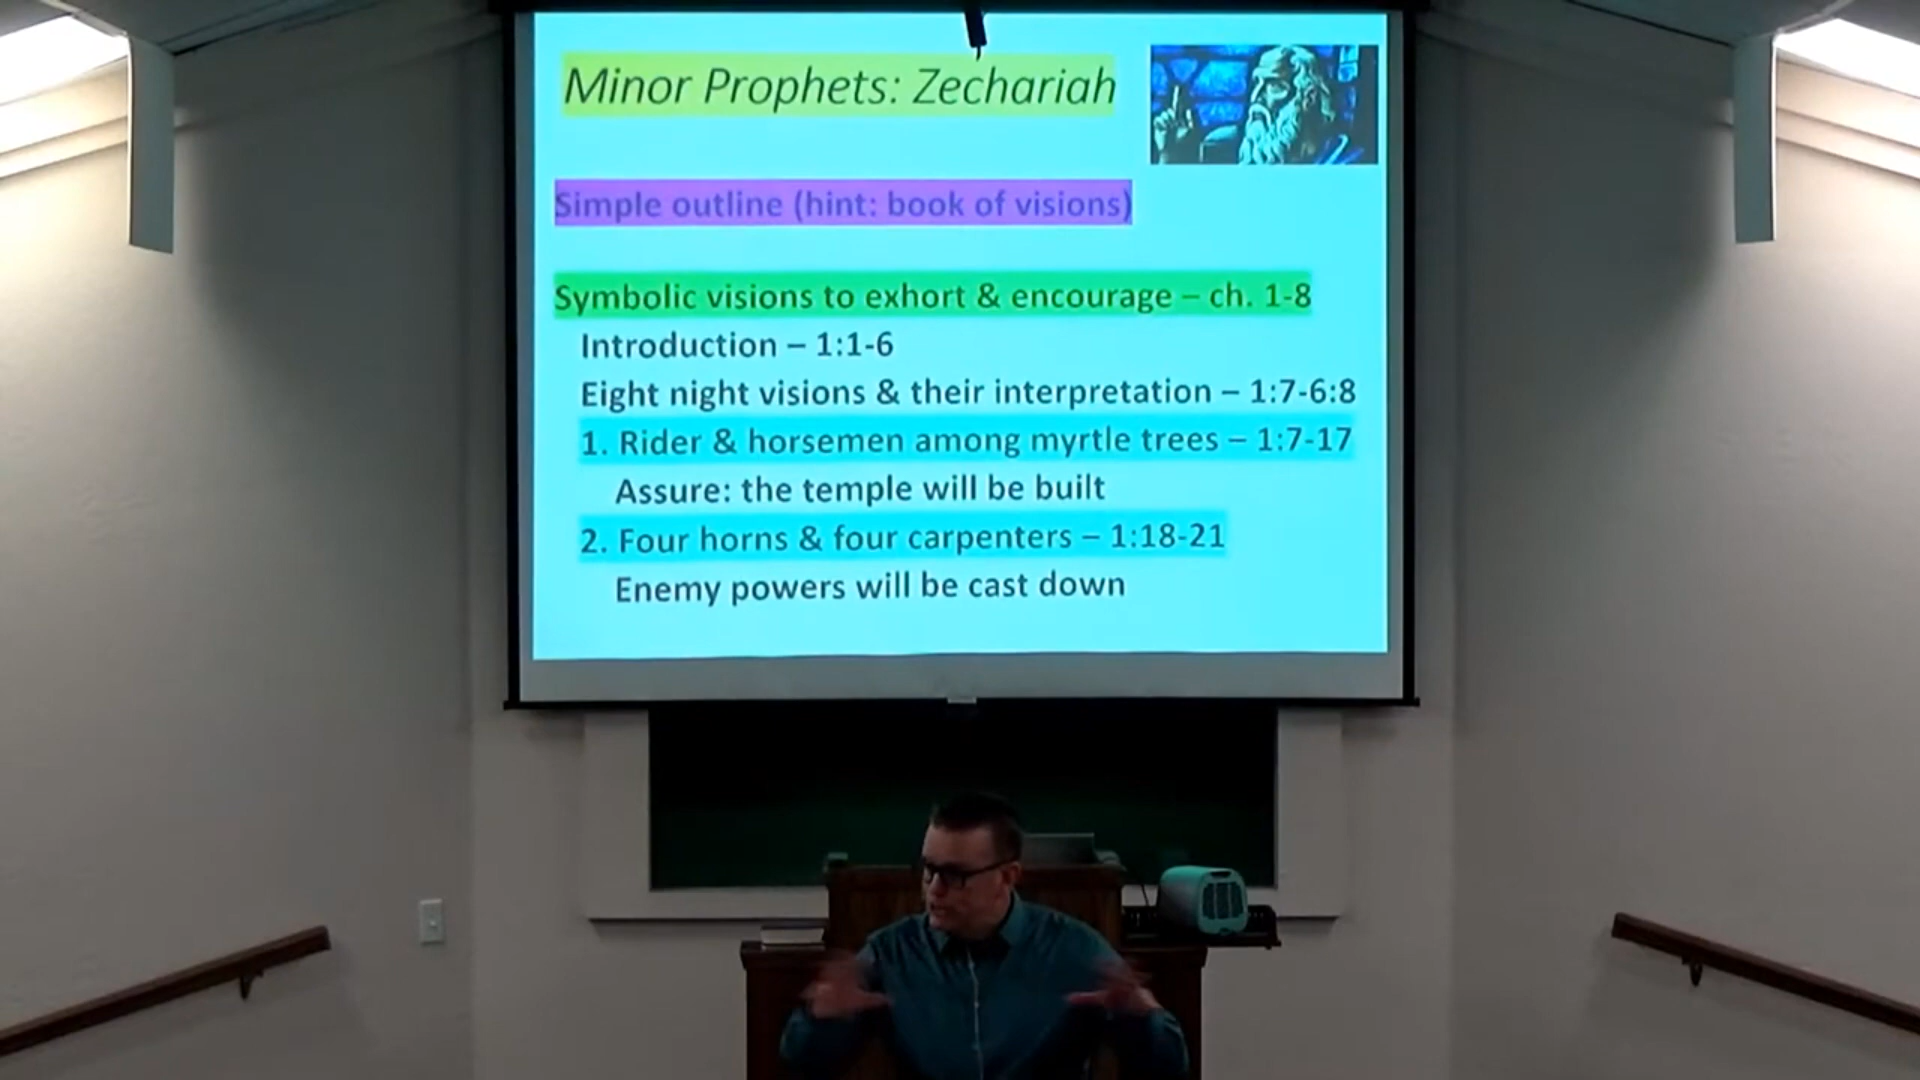 Minor Prophets: Zechariah
Simple outline (hint: book of visions)
Symbolic visions to exhort & encourage – ch. 1-8
Introduction – 1:1-6
Eight night visions & their interpretation – 1:7-6:8
1. Rider & horsemen among myrtle trees – 1:7-17
Assure: the temple will be built
2. Four horns & four carpenters – 1:18-21
Enemy powers will be cast down